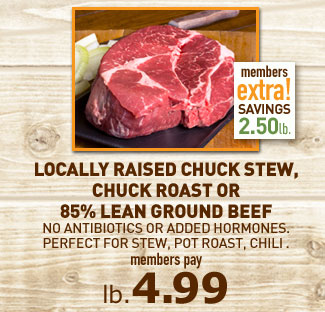 members
extra!
SAVINGS
2.50lb.
LOCALLY RAISED CHUCK STEW,
CHUCK ROAST OR
85% LEAN GROUND BEEF
NO ANTIBIOTICS OR ADDED HORMONES.
PERFECT FOR STEW, POT ROAST, CHILI .
members pay
lb.4.99